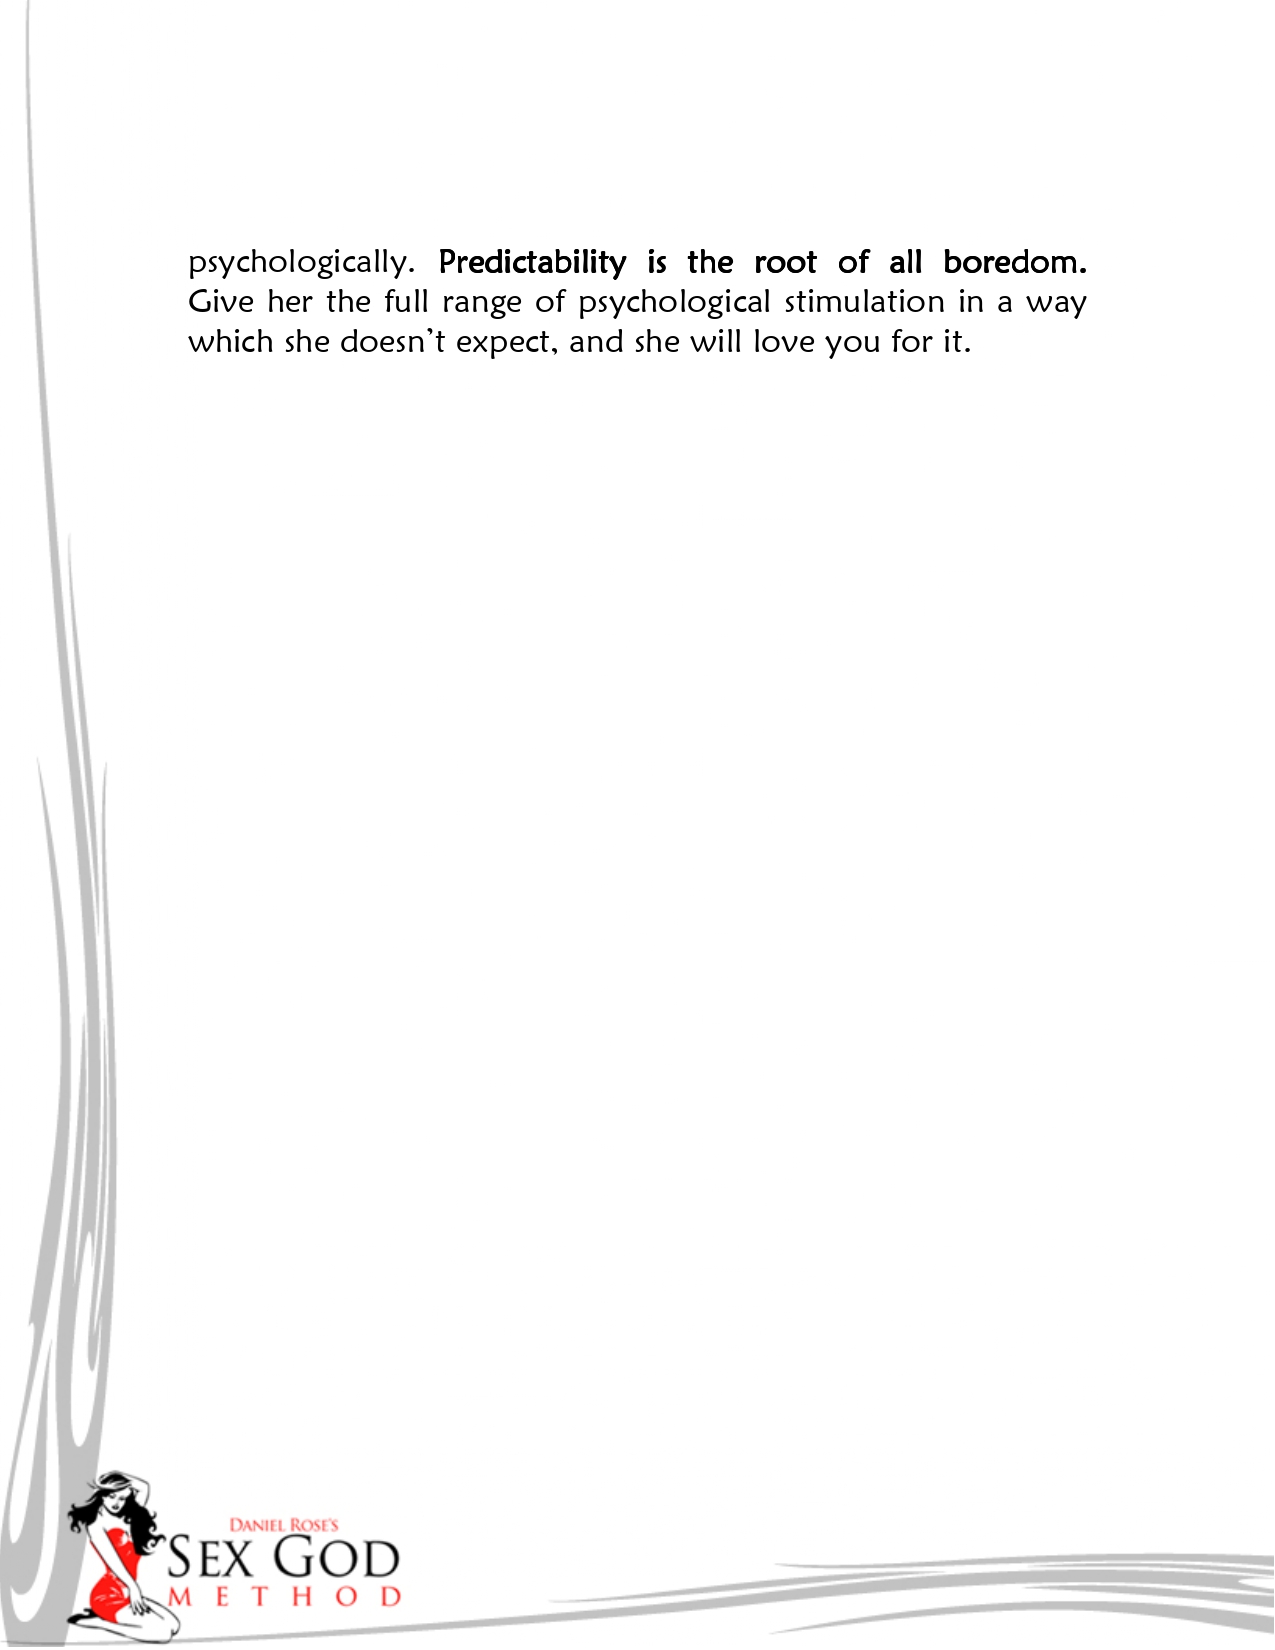 psychologically. Predictability is the root of all boredom.
Give her the full range of psychological stimulation in a way
which she doesn’t expect, and she will love you for it.
DANIEL ROSE'S
SEX GOD
METHOD